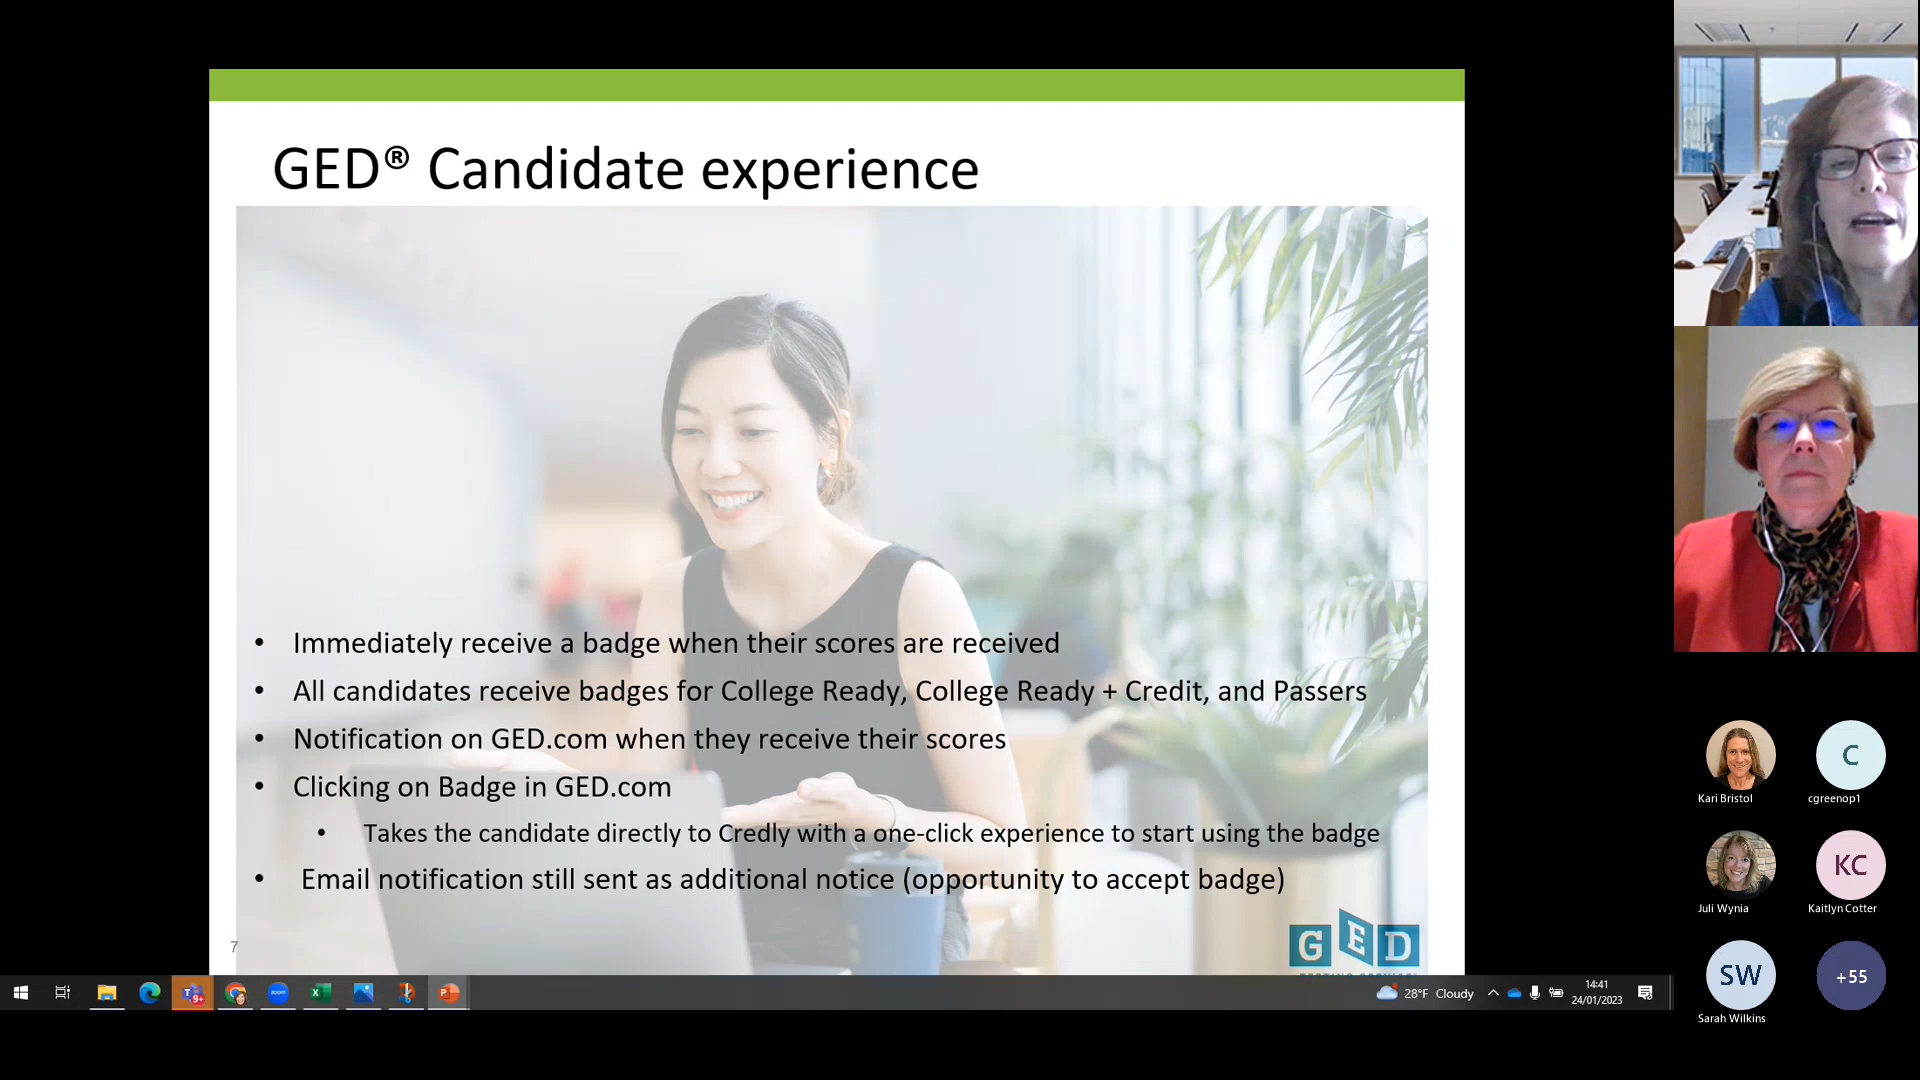 GED® Candidate experience
• Immediately receive a badge when their scores are received
• All candidates receive badges for College Ready, College Ready + Credit, and Passers
• Notification on GED.com when they receive their scores
• Clicking on Badge in GED.com
• Takes the candidate directly to Credly with a one-click experience to start using the badge
• Email notification still sent as additional notice (opportunity to accept badge)
7
GED
Kari Bristol
C
cgreenop1
Juli Wynia
KC
Kaitlyn Cotter
SW
Sarah Wilkins
+55
9+
zoom
28°F Cloudy
14:41
24/01/2023